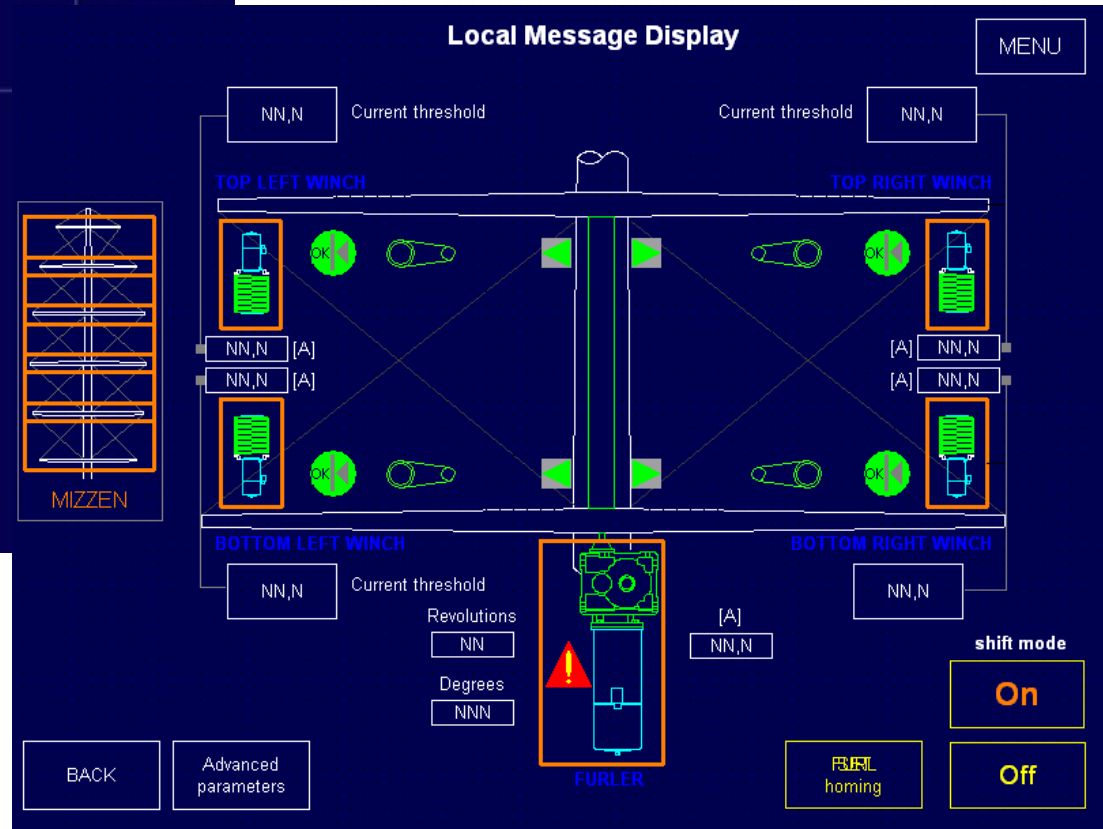 Local Message Display
MENU
NN,N
Current threshold
Current threshold
NN,N
TOP LEFT WINCH
TOP RIGHT WINCH
OK
OK
NN,N
[A]
[A]
NN,N
NN,N
[A]
[A]
NN,N
OK
OK
MIZZEN
BOTTOM LEFT WINCH
BOTTOM RIGHT WINCH
NN,N
Current threshold
NN,N
Revolutions
NN
[A]
NN,N
Degrees
NNN
shift mode
On
BACK
Advanced
parameters
FURLER
homing
Off